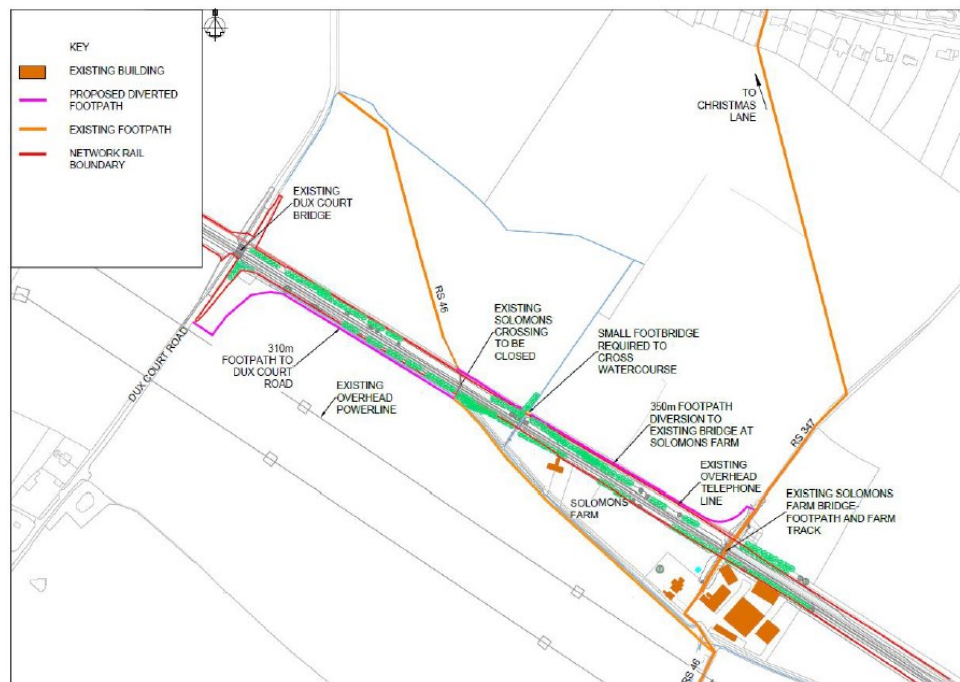 KEY
EXISTING BUILDING
PROPOSED DIVERTED
FOOTPATH
EXISTING FOOTPATH
NETWORK RAIL
BOUNDARY
TO
CHRISTMAS
LANE
EXISTING
DUX COURT
BRIDGE
RS 46
EXISTING
SOLOMONS
CROSSING
TO BE
CLOSED
SMALL FOOTBRIDGE
REQUIRED TO
CROSS
WATERCOURSE
310m
FOOTPATH TO
DUX COURT
ROAD
DUX COURT ROAD
EXISTING
OVERHEAD
POWERLINE
350m FOOTPATH
DIVERSION TO
EXISTING BRIDGE AT
SOLOMONS FARM
RS 347
EXISTING
OVERHEAD
TELEPHONE
LINE
EXISTING SOLOMONS
FARM BRIDGE-
FOOTPATH AND FARM
TRACK
SOLOMONS
FARM
RS 46